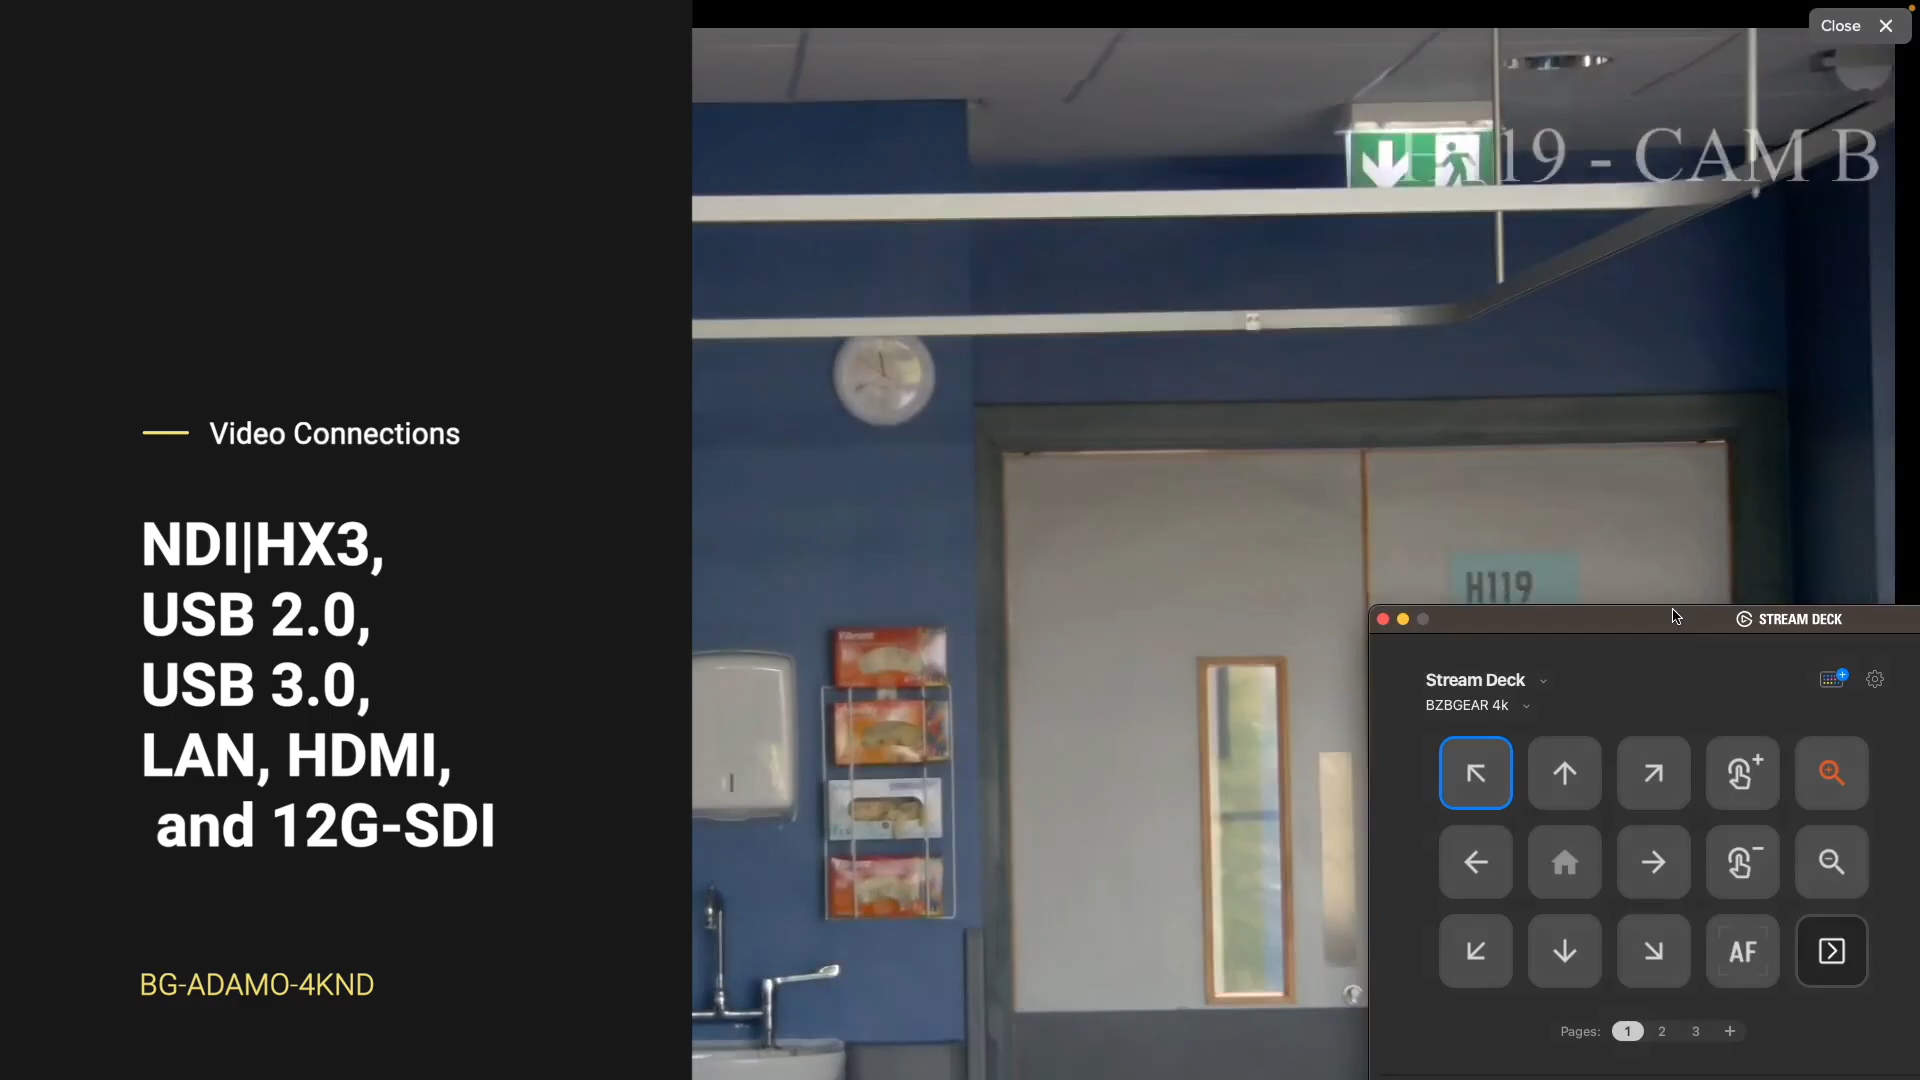 Close
H119 - CAM B
Video Connections
NDI|HX3,
USB 2.0,
USB 3.0,
LAN, HDMI,
and 12G-SDI
BG-ADAMO-4KND
H119
STREAM DECK
Stream Deck
BZBGEAR 4k
AF
Pages: 1 2 3 +